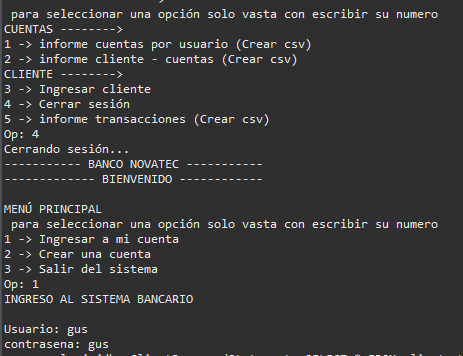 para seleccionar una opción solo vasta con escribir su numero
CUENTAS -------->
1 -> informe cuentas por usuario (Crear csv)
2 -> informe cliente - cuentas (Crear csv)
CLIENTE -------->
3 -> Ingresar cliente
4 -> Cerrar sesión
5 -> informe transacciones (Crear csv)
Op: 4
Cerrando sesión...
----------- BANCO NOVATEC -----------
------------- BIENVENIDO ------------
MENÚ PRINCIPAL
para seleccionar una opción solo vasta con escribir su numero
1 -> Ingresar a mi cuenta
2 -> Crear una cuenta
3 -> Salir del sistema
Op: 1
INGRESO AL SISTEMA BANCARIO
Usuario: gus
contrasena: gus